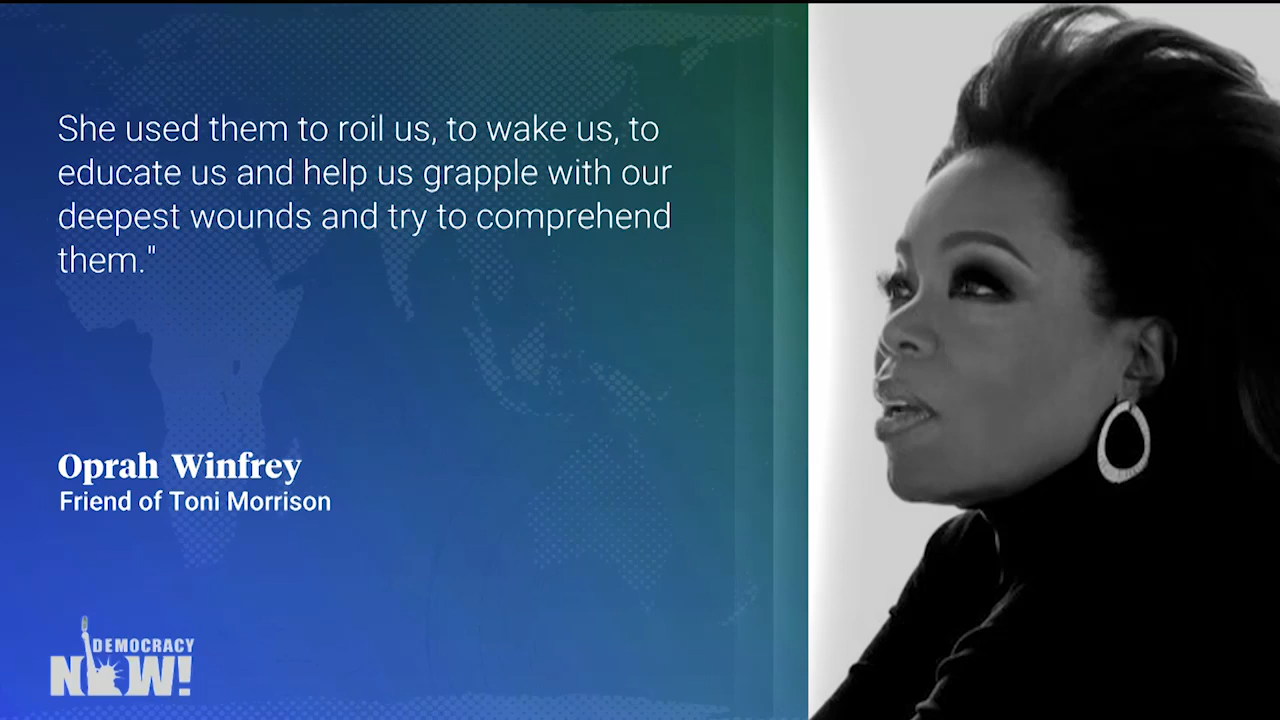 She used them to roil us, to wake us, to
educate us and help us grapple with our
deepest wounds and try to comprehend
them."
Oprah Winfrey
Friend of Toni Morrison
DEMOCRACY
NOW!